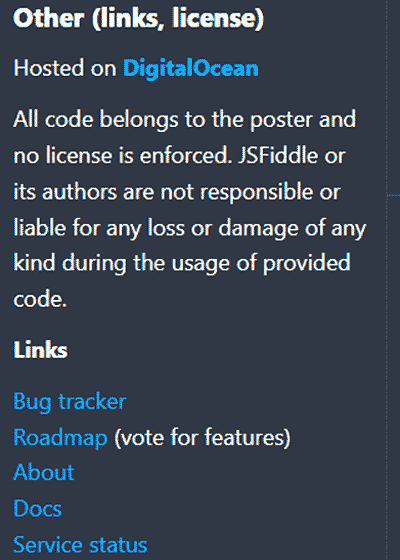 Other (links, license)
Hosted on DigitalOcean
All code belongs to the poster and
no license is enforced. JSFiddle or
its authors are not responsible or
liable for any loss or damage of any
kind during the usage of provided
code.
Links
Bug tracker
Roadmap (vote for features)
About
Docs
Service status